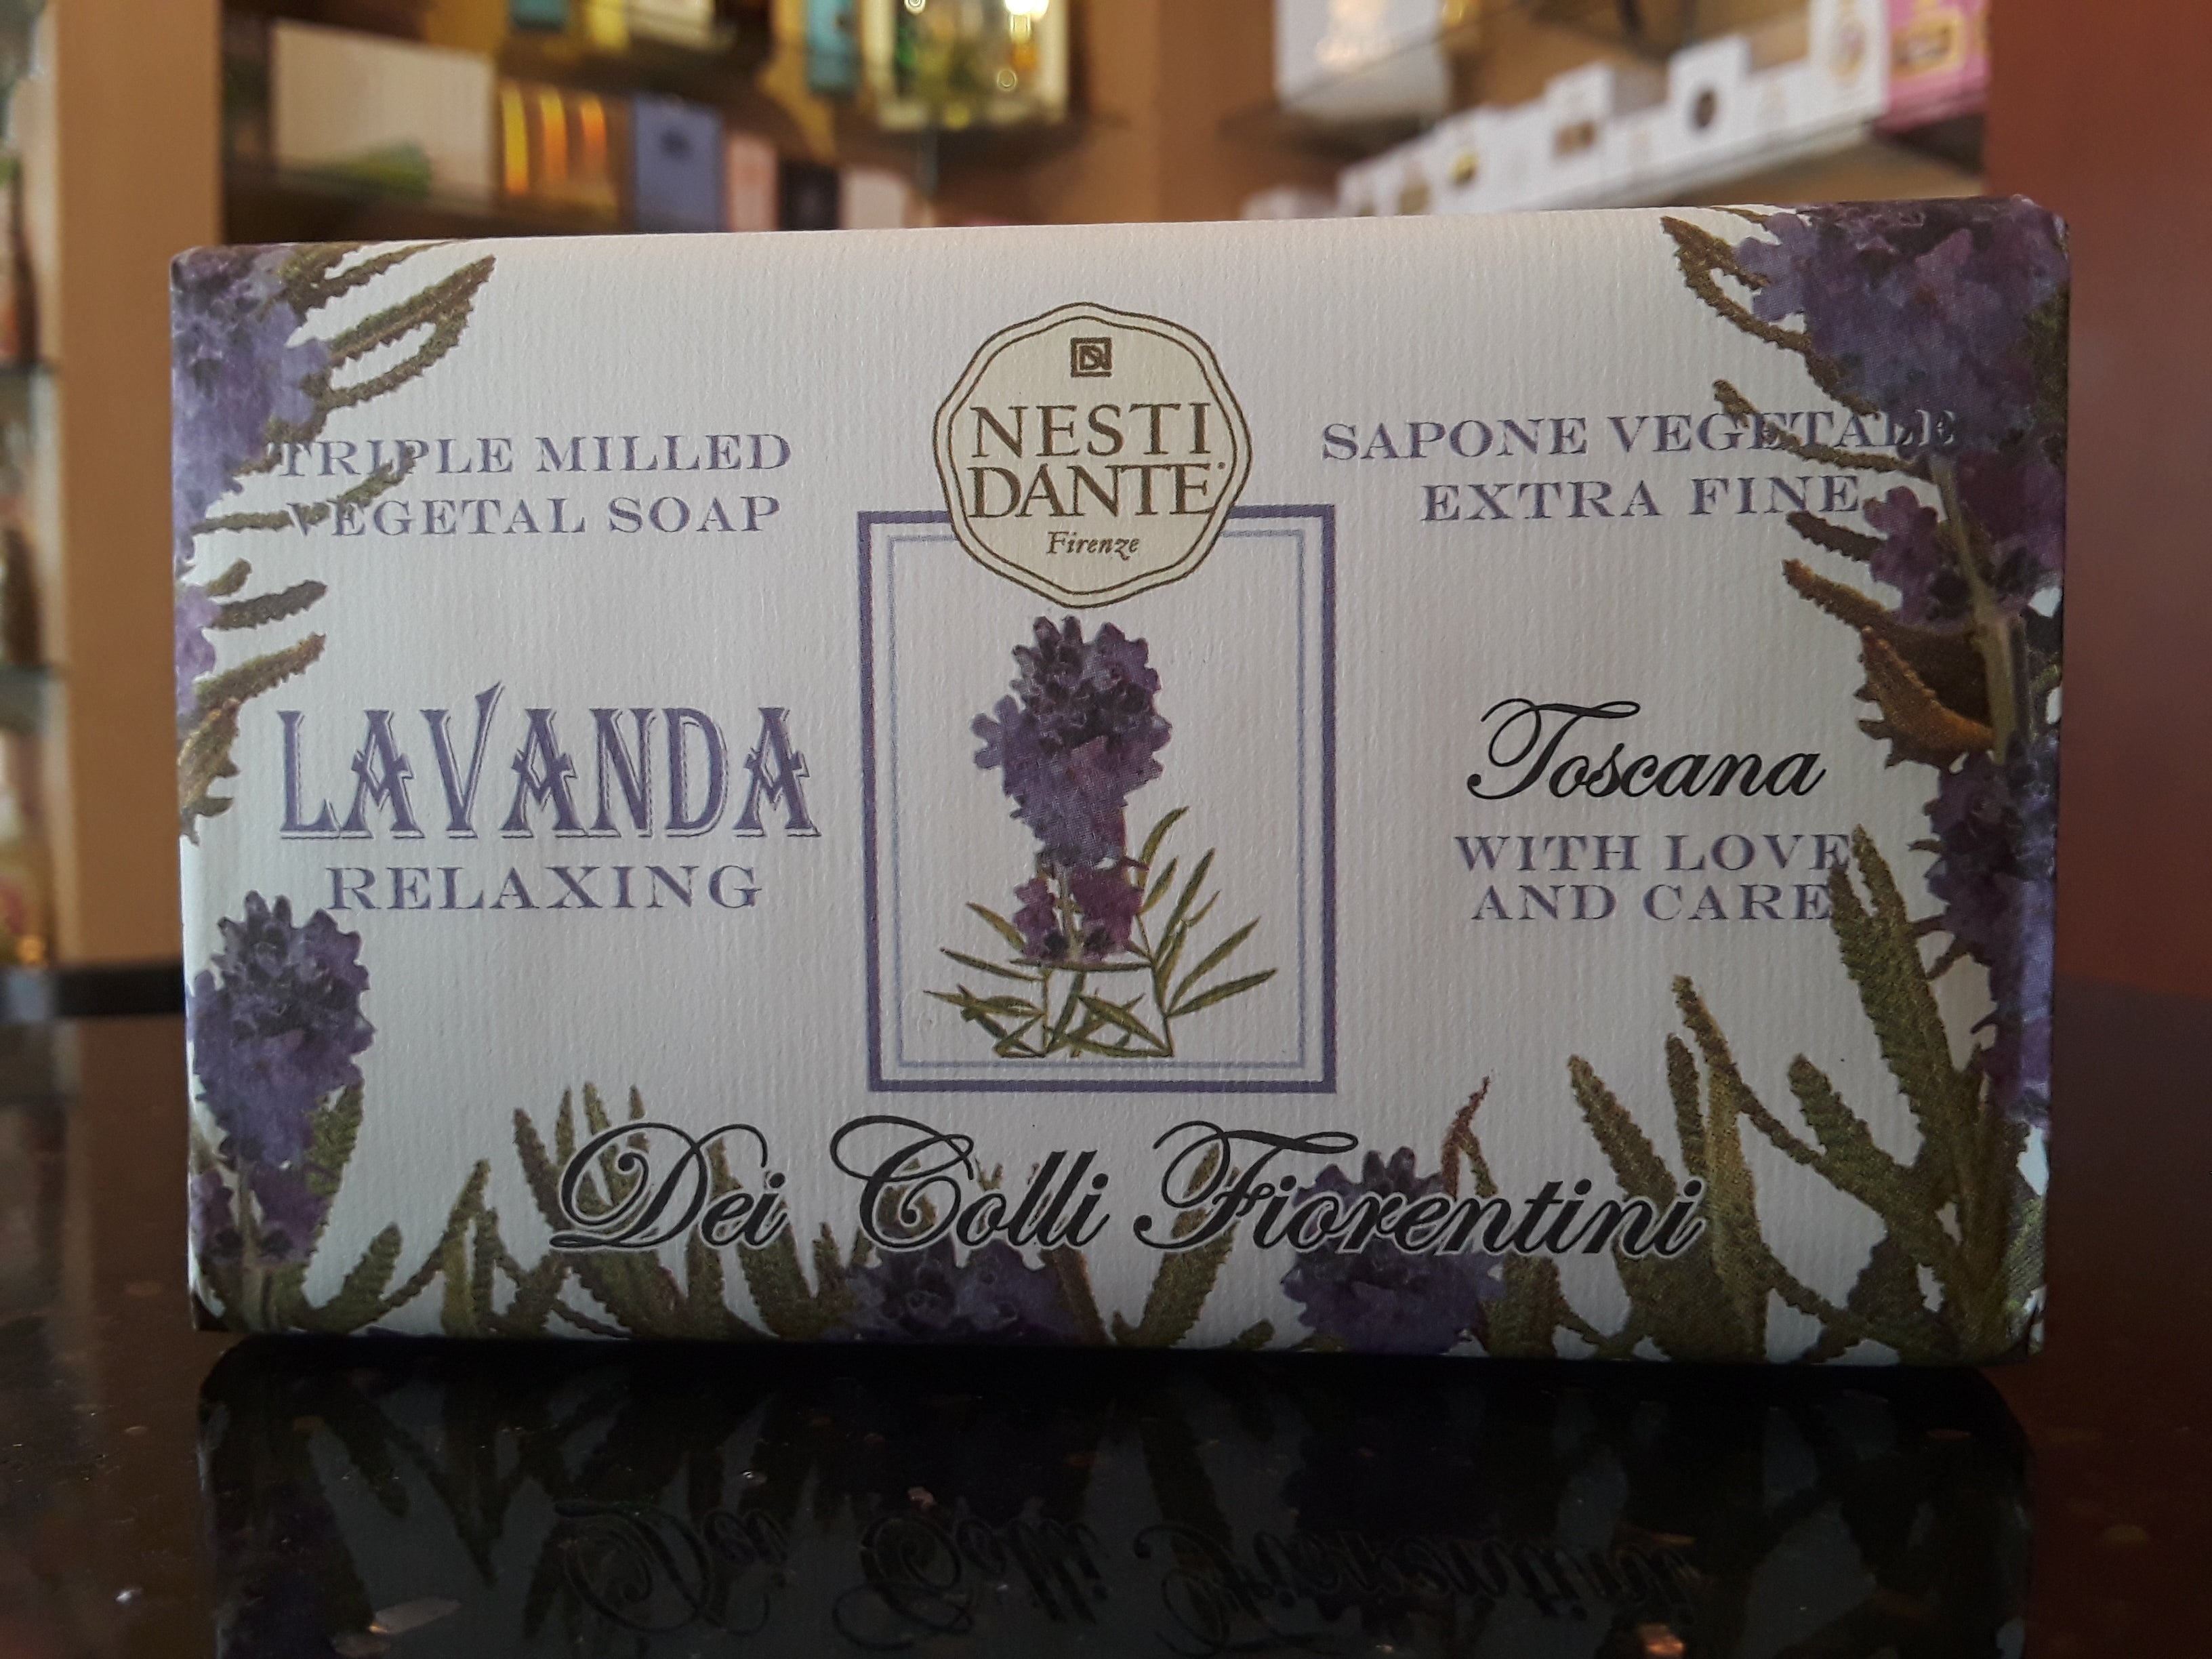 NESTI
DANTE
Firenze
TRIPLE MILLED
VEGETAL SOAP
SAPONE VEGETALE
EXTRA FINE
LAVANDA
RELAXING
Toscana
WITH LOVE
AND CARE
Dei Colli Fiorentini